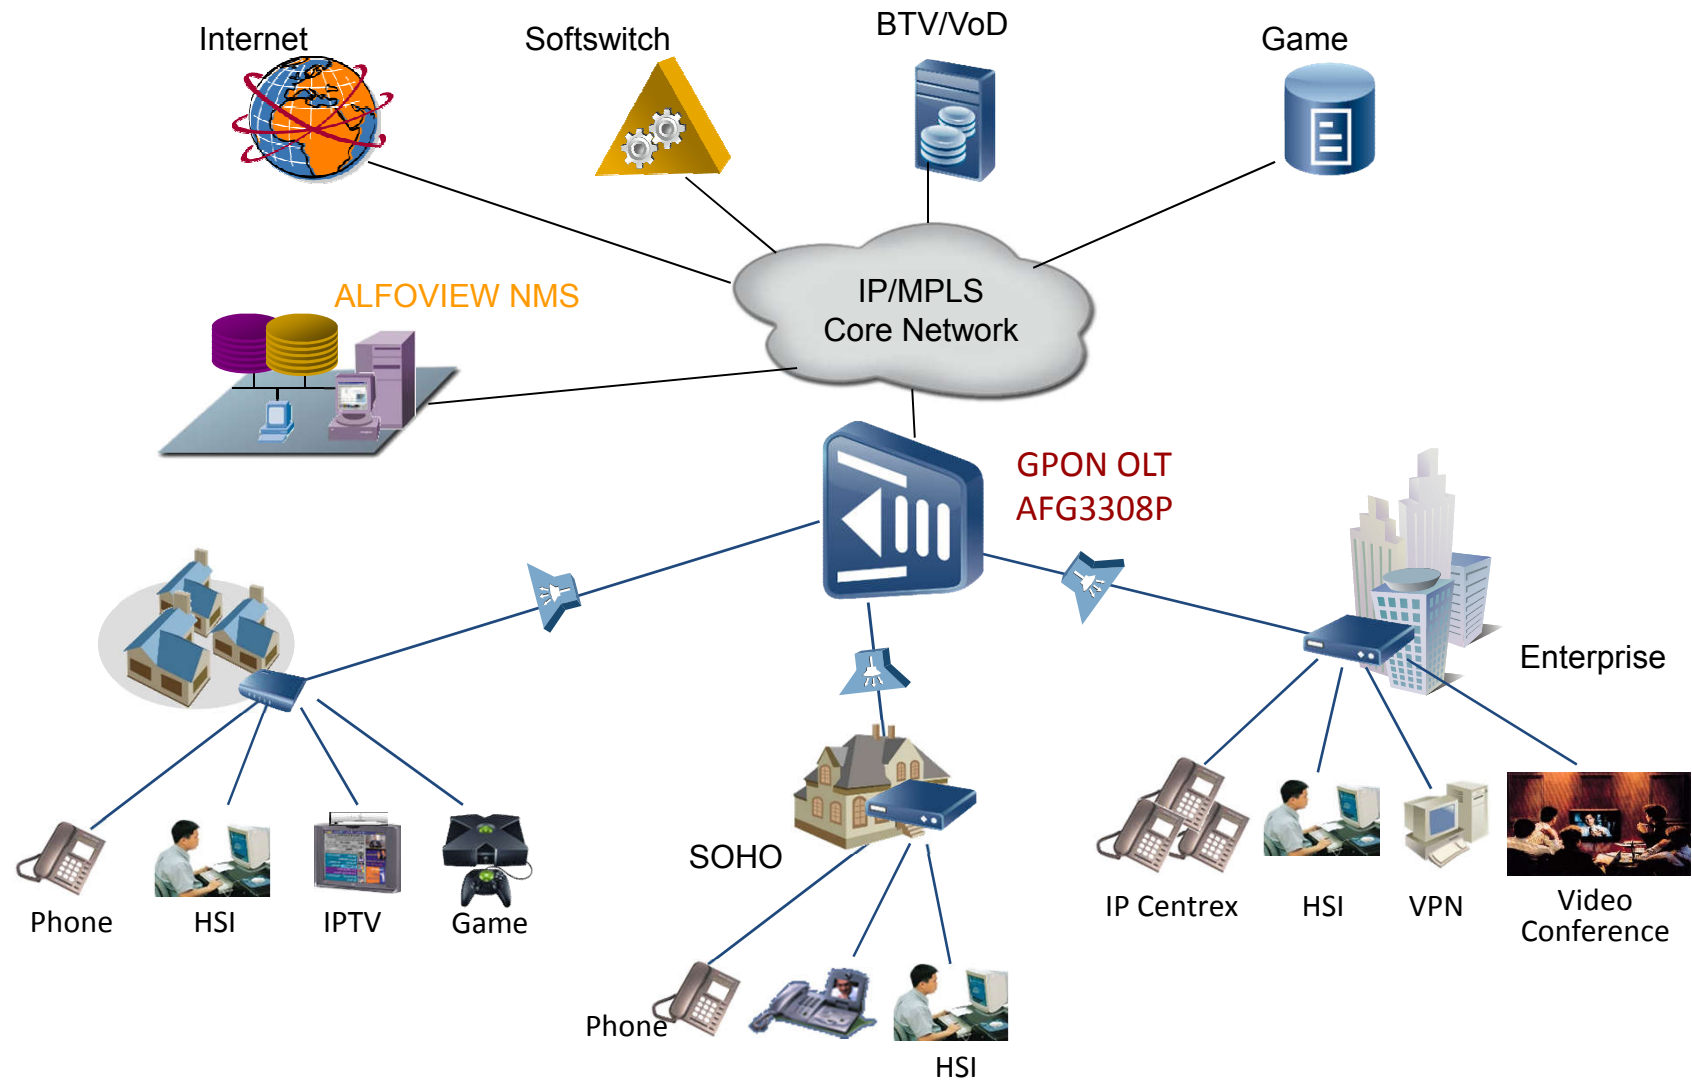 Internet
Softswitch
BTV/VoD
Game
ALFOVIEW NMS
IP/MPLS
Core Network
GPON OLT
AFG3308P
Enterprise
SOHO
Phone
HSI
IPTV
Game
IP Centrex
HSI
VPN
Video
Conference
Phone
HSI